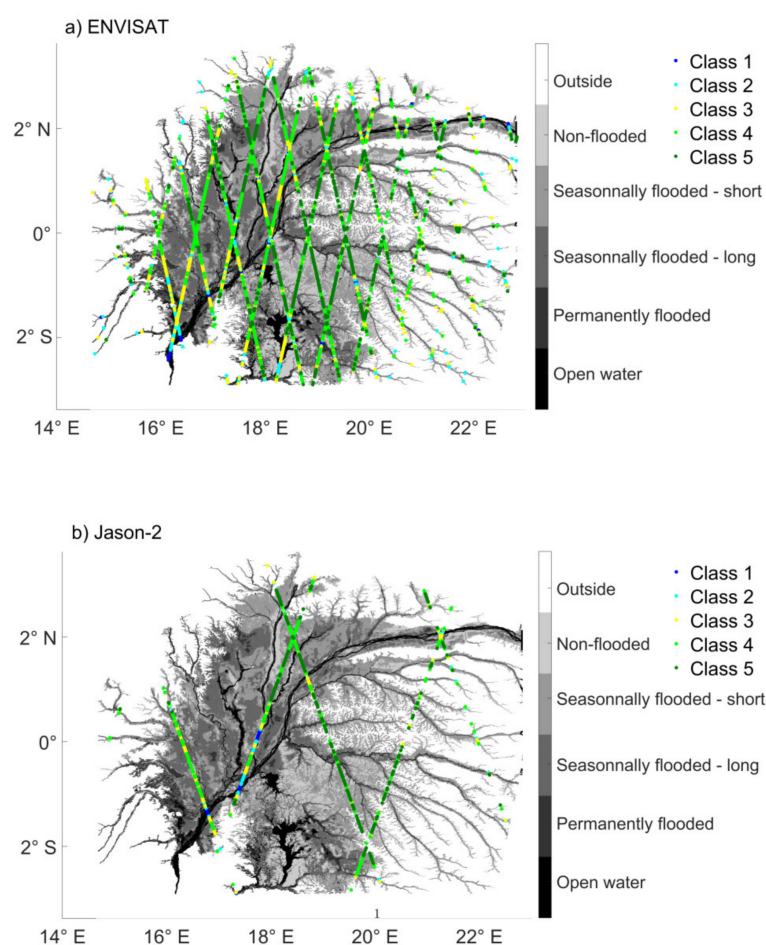 a) ENVISAT
Class 1
Class 2
Class 3
Class 4
Class 5
Outside
Non-flooded
Seasonnally flooded - short
Seasonnally flooded - long
Permanently flooded
Open water
2° N
0°
2° S
14° E
16° E
18° E
20° E
22° E
b) Jason-2
Class 1
Class 2
Class 3
Class 4
Class 5
Outside
Non-flooded
Seasonnally flooded - short
Seasonnally flooded - long
Permanently flooded
Open water
2° N
0°
2° S
1
14° E
16° E
18° E
20° E
22° E